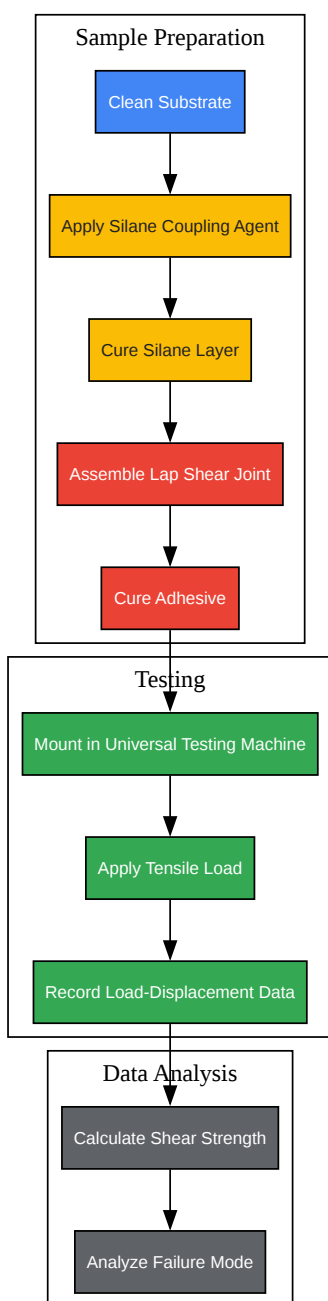 Sample Preparation
Clean Substrate
Apply Silane Coupling Agent
Cure Silane Layer
Assemble Lap Shear Joint
Cure Adhesive
Testing
Mount in Universal Testing Machine
Apply Tensile Load
Record Load-Displacement Data
Data Analysis
Calculate Shear Strength
Analyze Failure Mode